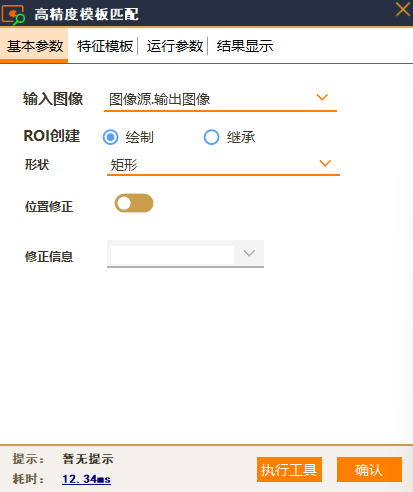 高精度模板匹配
基本参数 特征模板 运行参数 结果显示
输入图像 图像源.输出图像
ROI创建 绘制 继承
形状 矩形
位置修正
修正信息
提示： 暂无提示
耗时： 12.34ms
执行工具 确认